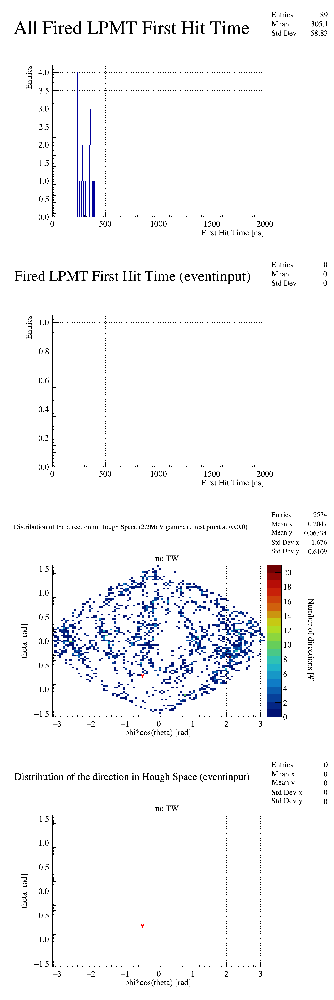 All Fired LPMT First Hit Time
Entries 89
Mean 305.1
Std Dev 58.83
Entries
4.0
3.5
3.0
2.5
2.0
1.5
1.0
0.5
0.0
0 500 1000 1500 2000
First Hit Time [ns]
Fired LPMT First Hit Time (eventinput)
Entries 0
Mean 0
Std Dev 0
Entries
1.0
0.8
0.6
0.4
0.2
0.0
0 500 1000 1500 2000
First Hit Time [ns]
Distribution of the direction in Hough Space (2.2MeV gamma) , test point at (0,0,0)
Entries 2574
Mean x 0.2047
Mean y 0.06334
Std Dev x 1.676
Std Dev y 0.6109
no TW
theta [rad]
1.5
1.0
0.5
0.0
−0.5
−1.0
−1.5
−3 −2 −1 0 1 2 3
phi*cos(theta) [rad]
20
18
16
14
12
10
8
6
4
2
0
Number of directions [#]
Distribution of the direction in Hough Space (eventinput)
Entries 0
Mean x 0
Mean y 0
Std Dev x 0
Std Dev y 0
no TW
theta [rad]
1.5
1.0
0.5
0.0
−0.5
−1.0
−1.5
−3 −2 −1 0 1 2 3
phi*cos(theta) [rad]